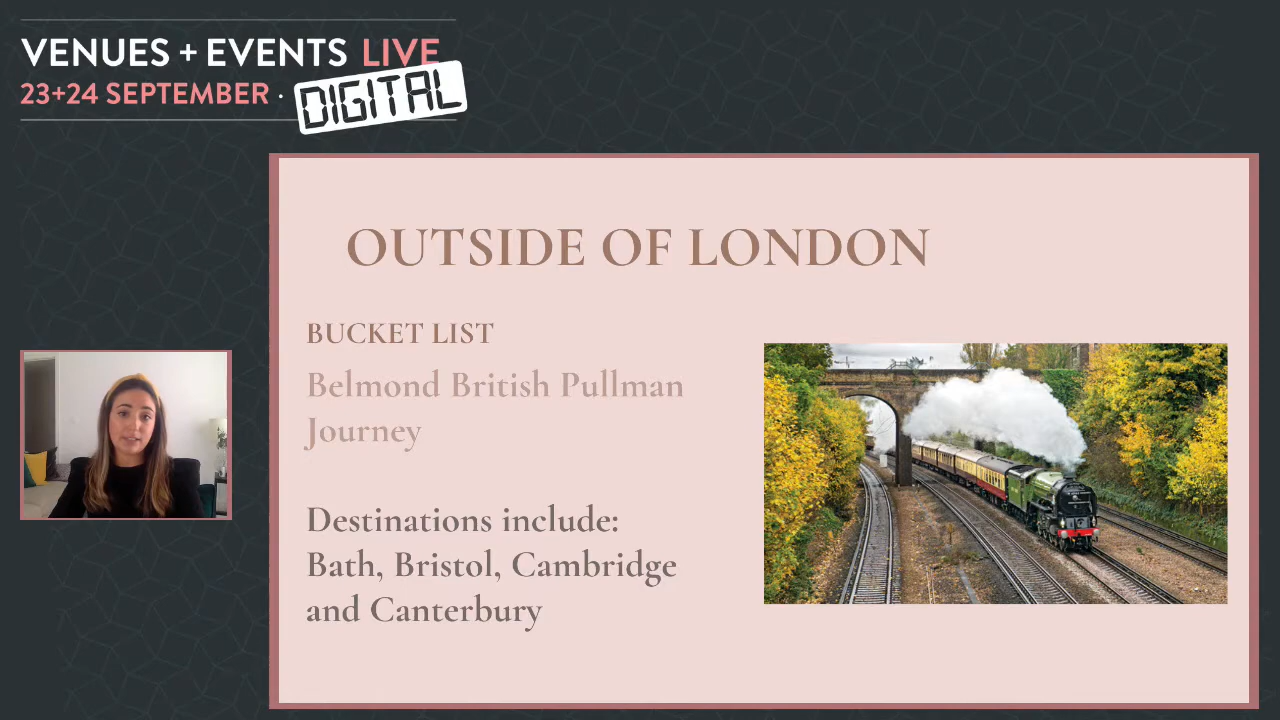 VENUES + EVENTS LIVE
23+24 SEPTEMBER · DIGITAL
OUTSIDE OF LONDON
BUCKET LIST
Belmond British Pullman
Journey
Destinations include:
Bath, Bristol, Cambridge
and Canterbury